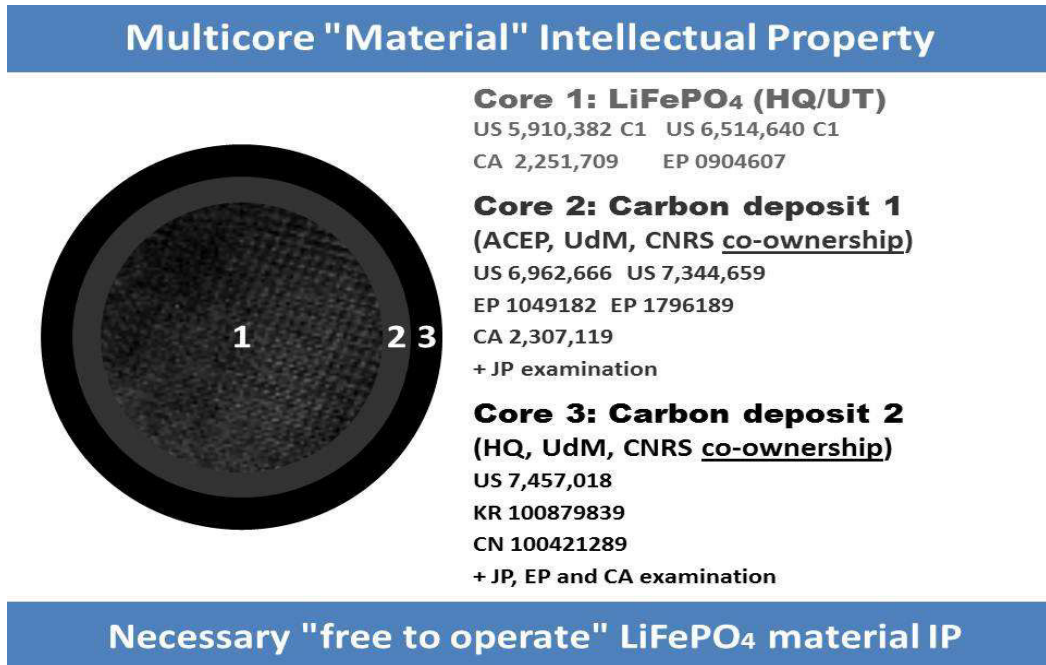 Multicore "Material" Intellectual Property
Core 1: LiFePO4 (HQ/UT)
US 5,910,382 C1 US 6,514,640 C1
CA 2,251,709 EP 0904607
Core 2: Carbon deposit 1
(ACEP, UdM, CNRS co-ownership)
US 6,962,666 US 7,344,659
EP 1049182 EP 1796189
CA 2,307,119
+ JP examination
1 2 3
Core 3: Carbon deposit 2
(HQ, UdM, CNRS co-ownership)
US 7,457,018
KR 100879839
CN 100421289
+ JP, EP and CA examination
Necessary "free to operate" LiFePO4 material IP